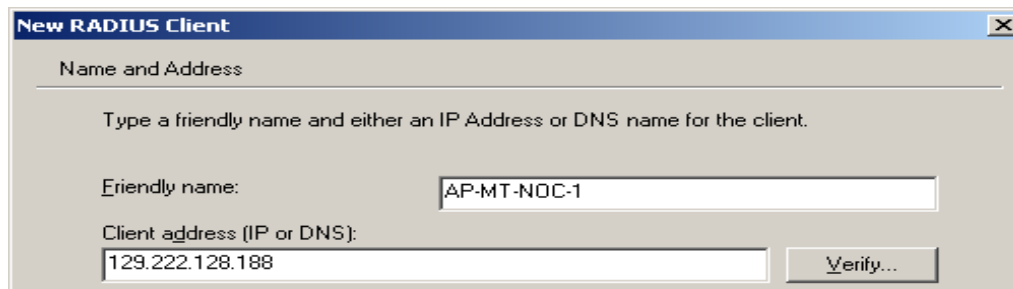 New RADIUS Client
Name and Address
Type a friendly name and either an IP Address or DNS name for the client.
Friendly name:
AP-MT-NOC-1
Client address (IP or DNS):
129.222.128.188
Verify...